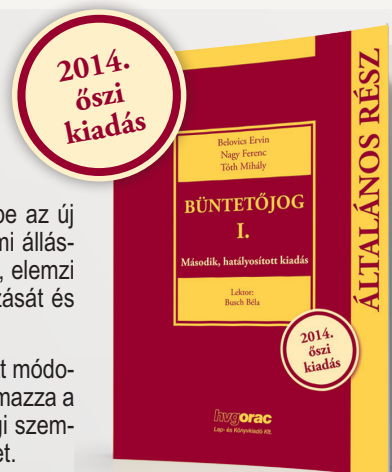 2014.
őszi
kiadás
be az új
mi állás-
, elemzi
zását és
t módo-
mazza a
gi szem-
et.
Belovics Ervin
Nagy Ferenc
Tóth Mihály
BÜNTETŐJOG
I.
Második, hatályosított kiadás
Lektor:
Busch Béla
2014.
őszi
kiadás
hvgorac
Lap- és Könyvkiadó Kft.
ÁLTALÁNOS RÉSZ